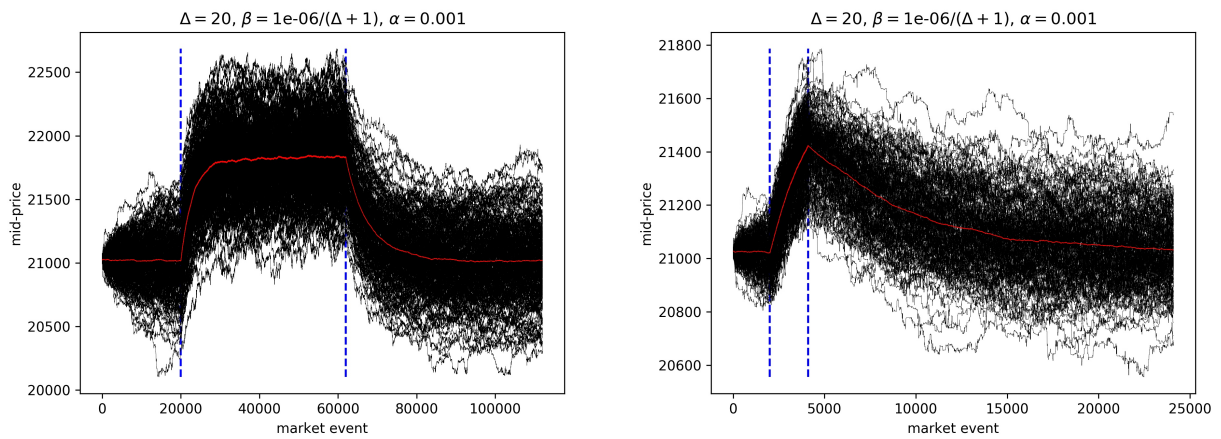 Δ = 20, β = 1e-06/(Δ + 1), α = 0.001
mid-price
22500
22000
21500
21000
20500
20000
0 20000 40000 60000 80000 100000
market event
Δ = 20, β = 1e-06/(Δ + 1), α = 0.001
mid-price
21800
21600
21400
21200
21000
20800
20600
0 5000 10000 15000 20000 25000
market event